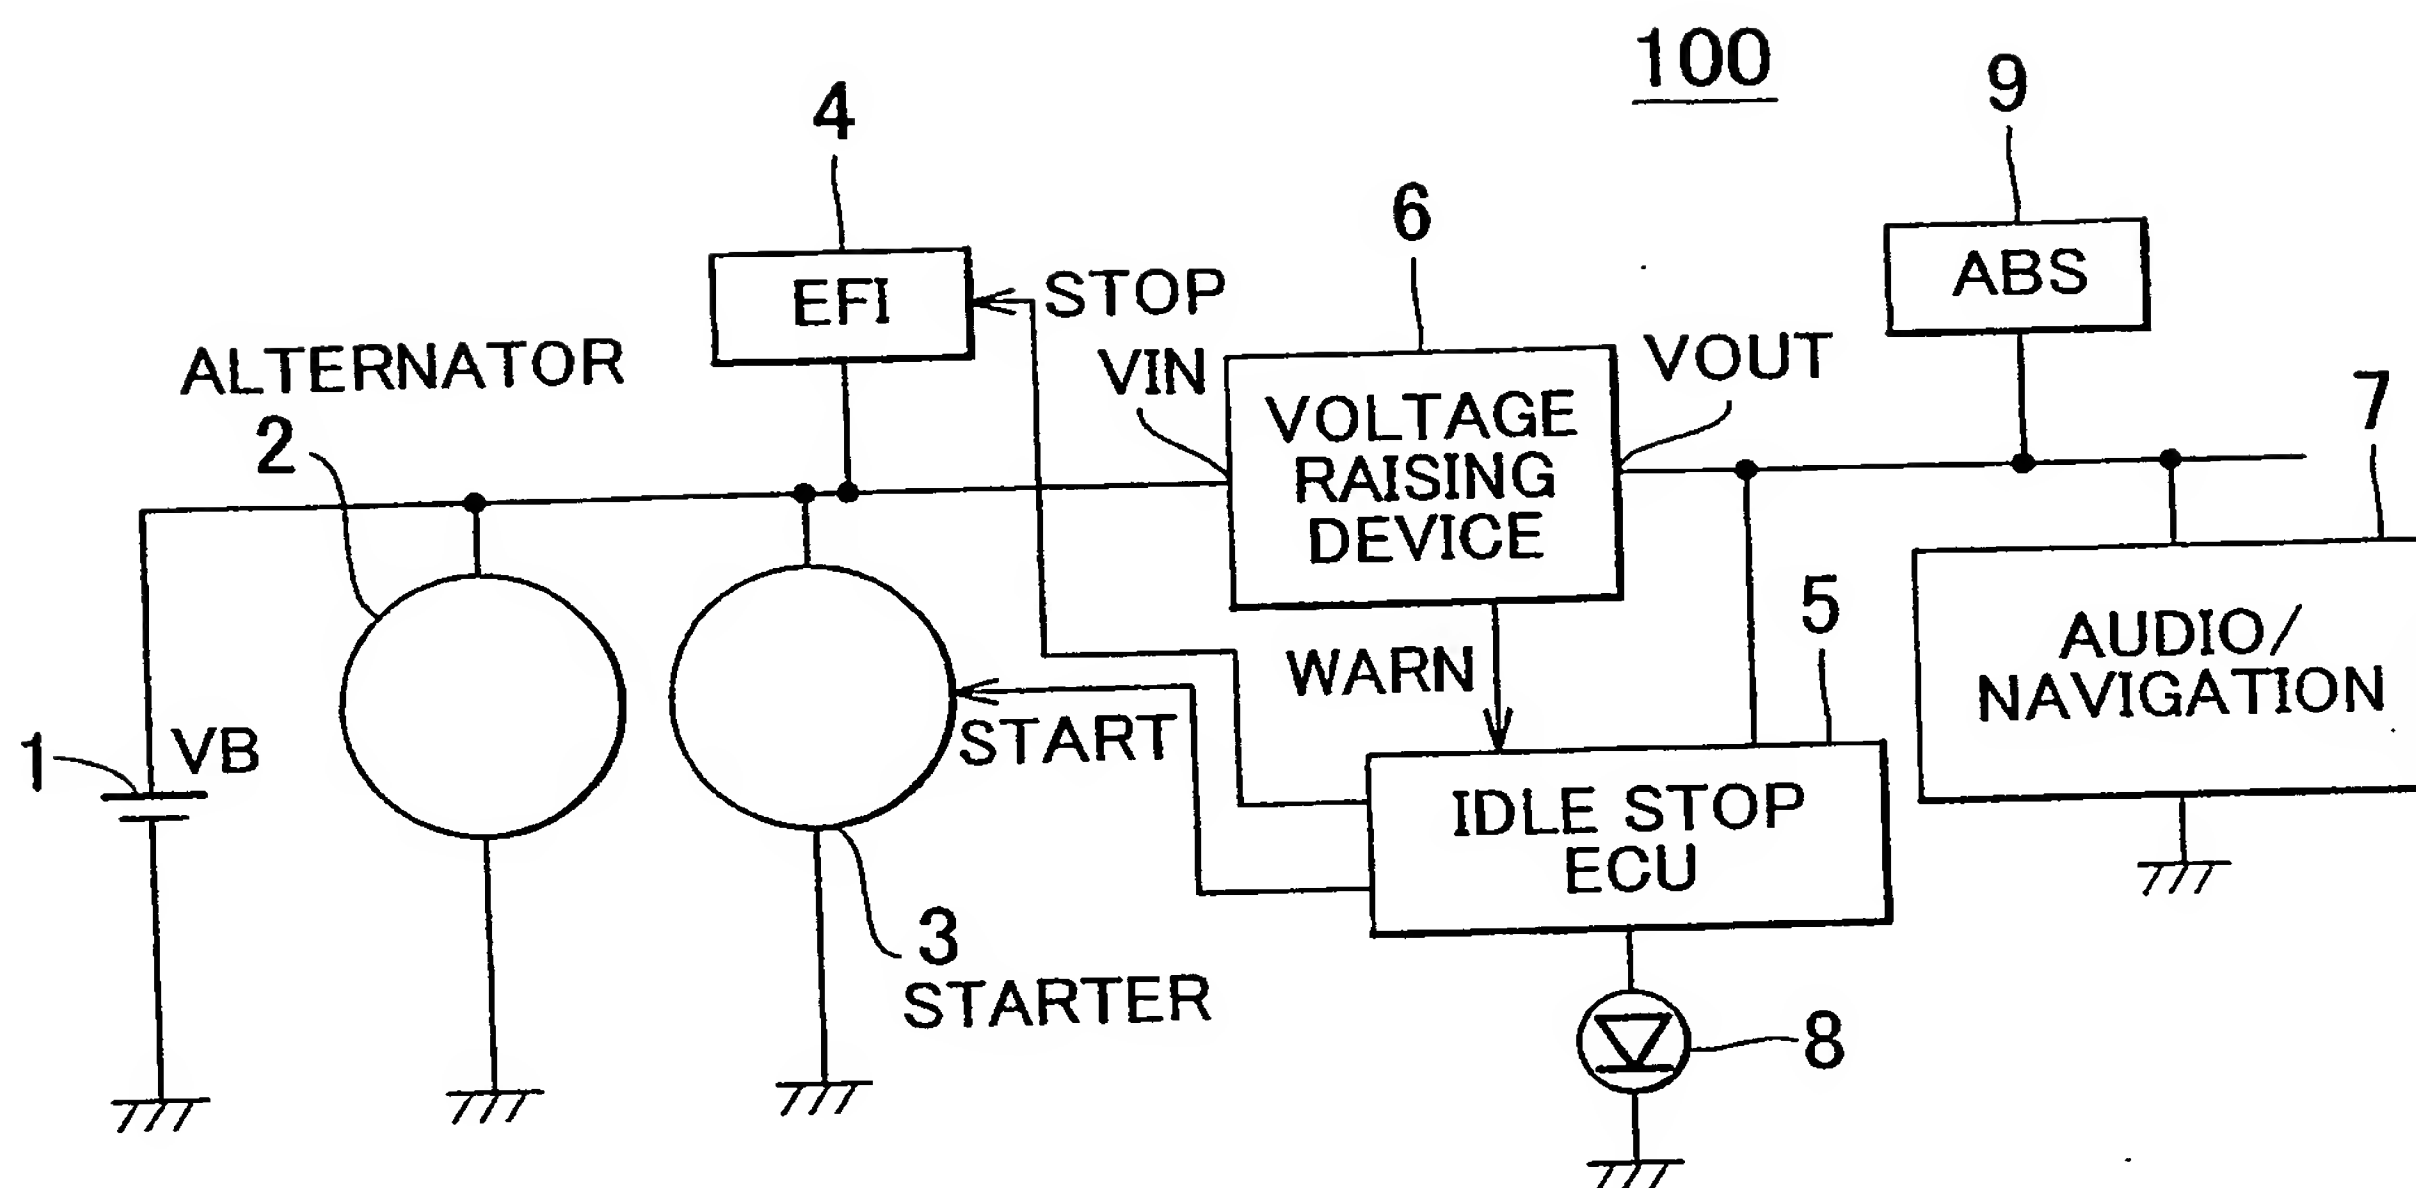 100
4
9
6
EFI
STOP
ABS
ALTERNATOR
2
VIN
VOUT
7
VOLTAGE
RAISING
DEVICE
5
AUDIO/
NAVIGATION
WARN
START
1
VB
IDLE STOP
ECU
3
STARTER
8